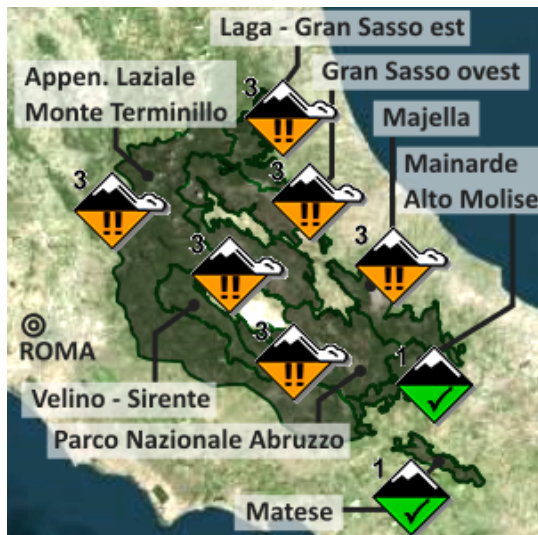 Laga - Gran Sasso est
Appen. Laziale
Monte Terminillo
Gran Sasso ovest
Majella
Mainarde
Alto Molise
3
!!
3
!!
3
!!
3
!!
3
!!
3
!!
1
ROMA
Velino - Sirente
Parco Nazionale Abruzzo
1
Matese